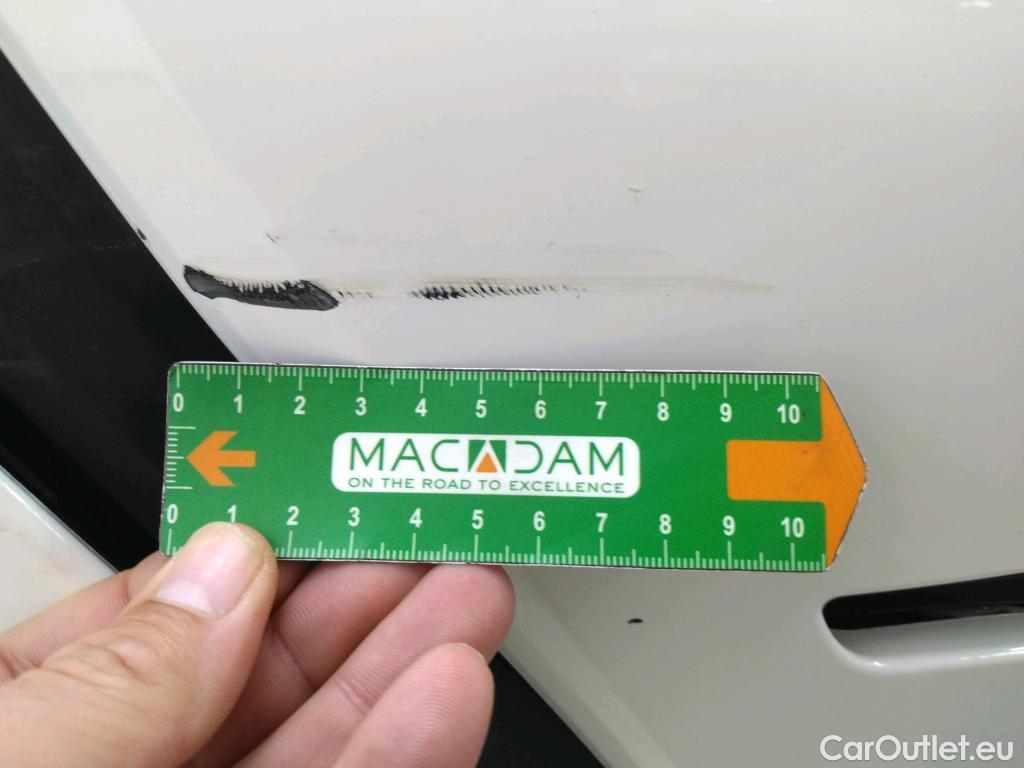 0 1 2 3 4 5 6 7 8 9 10
MACADAM
ON THE ROAD TO EXCELLENCE
0 1 2 3 4 5 6 7 8 9 10
CarOutlet.eu